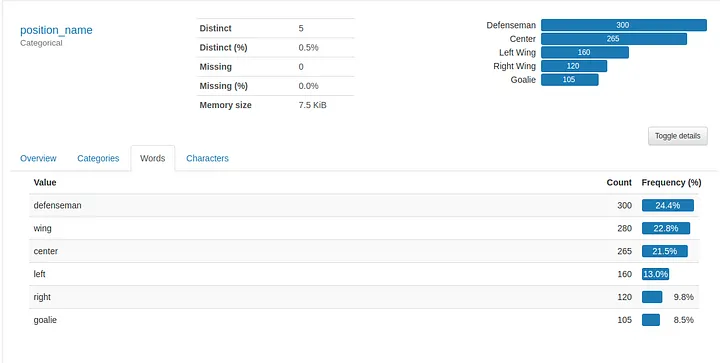 position_name
Categorical
Distinct 5
Distinct (%) 0.5%
Missing 0
Missing (%) 0.0%
Memory size 7.5 KiB
Defenseman 300
Center 265
Left Wing 160
Right Wing 120
Goalie 105
Toggle details
Overview Categories Words Characters
Value Count Frequency (%)
defenseman 300 24.4%
wing 280 22.8%
center 265 21.5%
left 160 13.0%
right 120 9.8%
goalie 105 8.5%